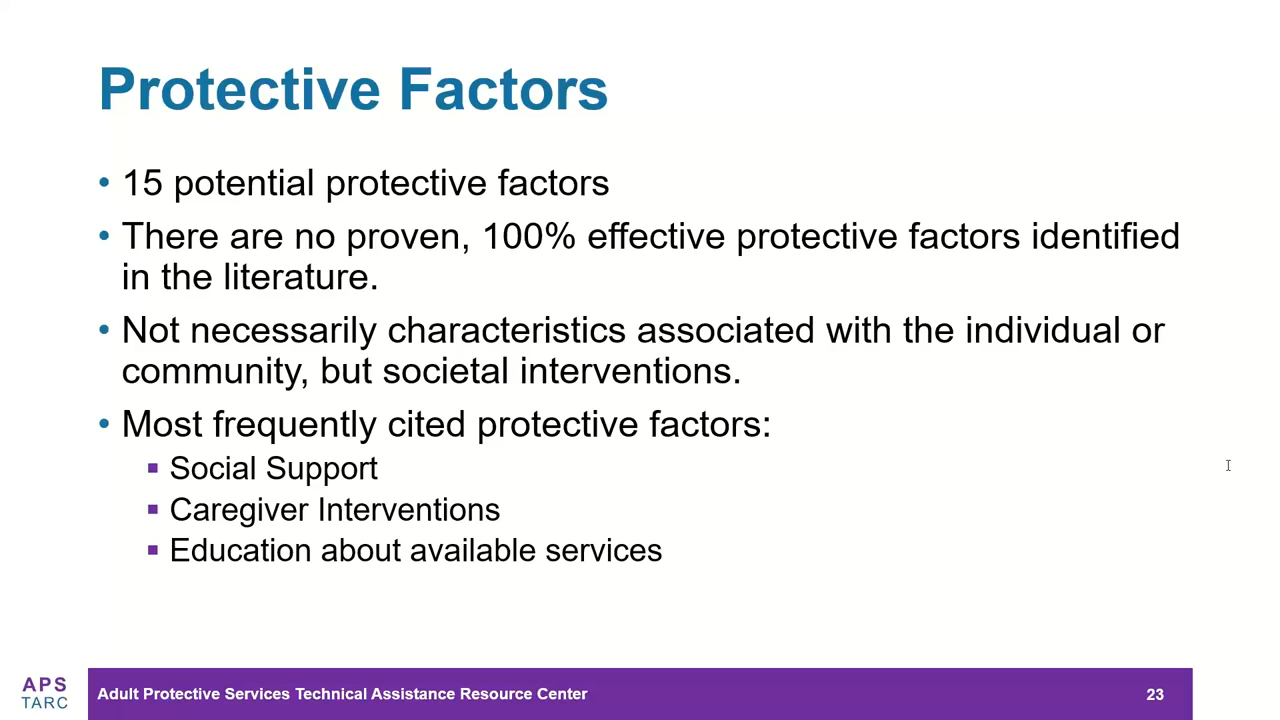 Protective Factors
• 15 potential protective factors
• There are no proven, 100% effective protective factors identified
in the literature.
• Not necessarily characteristics associated with the individual or
community, but societal interventions.
• Most frequently cited protective factors:
▪ Social Support
▪ Caregiver Interventions
▪ Education about available services
APS
TARC
Adult Protective Services Technical Assistance Resource Center
23